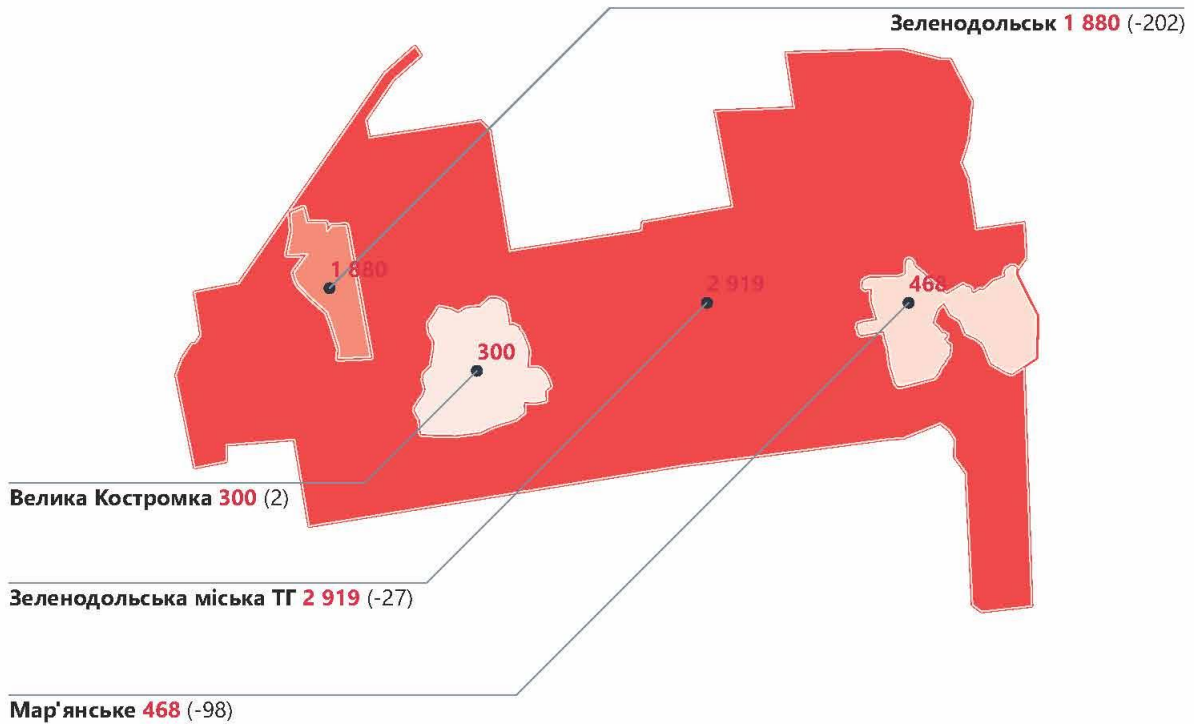 Зеленодольськ 1 880 (-202)
1 880
2 919
468
300
Велика Костромка 300 (2)
Зеленодольська міська ТГ 2 919 (-27)
Мар'янське 468 (-98)